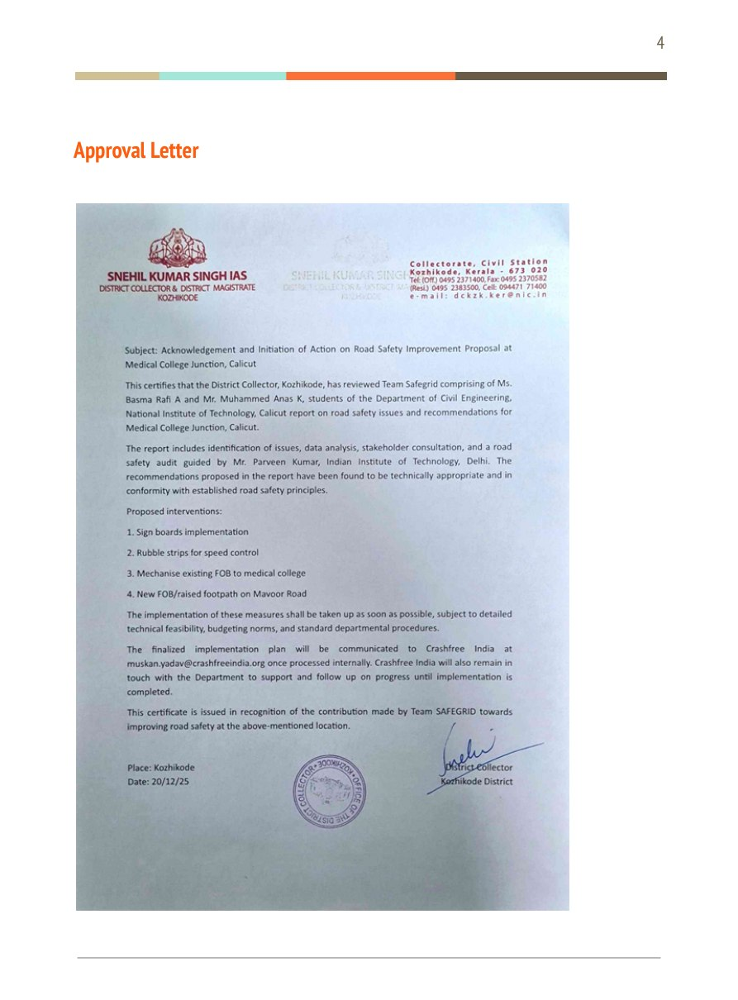 4
Approval Letter
SNEHIL KUMAR SINGH IAS
DISTRICT COLLECTOR & DISTRICT MAGISTRATE
KOZHIKODE
SNEHIL KUMAR SINGH
DISTRICT COLLECTOR & DISTRICT MA
KOZHIKODE
Collectorate, Civil Station
Kozhikode, Kerala - 673 020
Tel: (Off.) 0495 2371400, Fax: 0495 2370582
(Resi.) 0495 2383500, Cell: 094471 71400
e-mail: dckzk.ker@nic.in
Subject: Acknowledgement and Initiation of Action on Road Safety Improvement Proposal at
Medical College Junction, Calicut
This certifies that the District Collector, Kozhikode, has reviewed Team Safegrid comprising of Ms.
Basma Rafi A and Mr. Muhammed Anas K, students of the Department of Civil Engineering,
National Institute of Technology, Calicut report on road safety issues and recommendations for
Medical College Junction, Calicut.
The report includes identification of issues, data analysis, stakeholder consultation, and a road
safety audit guided by Mr. Parveen Kumar, Indian Institute of Technology, Delhi. The
recommendations proposed in the report have been found to be technically appropriate and in
conformity with established road safety principles.
Proposed interventions:
1. Sign boards implementation
2. Rubble strips for speed control
3. Mechanise existing FOB to medical college
4. New FOB/raised footpath on Mavoor Road
The implementation of these measures shall be taken up as soon as possible, subject to detailed
technical feasibility, budgeting norms, and standard departmental procedures.
The finalized implementation plan will be communicated to Crashfree India at
muskan.yadav@crashfreeindia.org once processed internally. Crashfree India will also remain in
touch with the Department to support and follow up on progress until implementation is
completed.
This certificate is issued in recognition of the contribution made by Team SAFEGRID towards
improving road safety at the above-mentioned location.
Place: Kozhikode
Date: 20/12/25
OFFICE OF THE DISTRICT COLLECTOR • KOZHIKODE •
District Collector
Kozhikode District